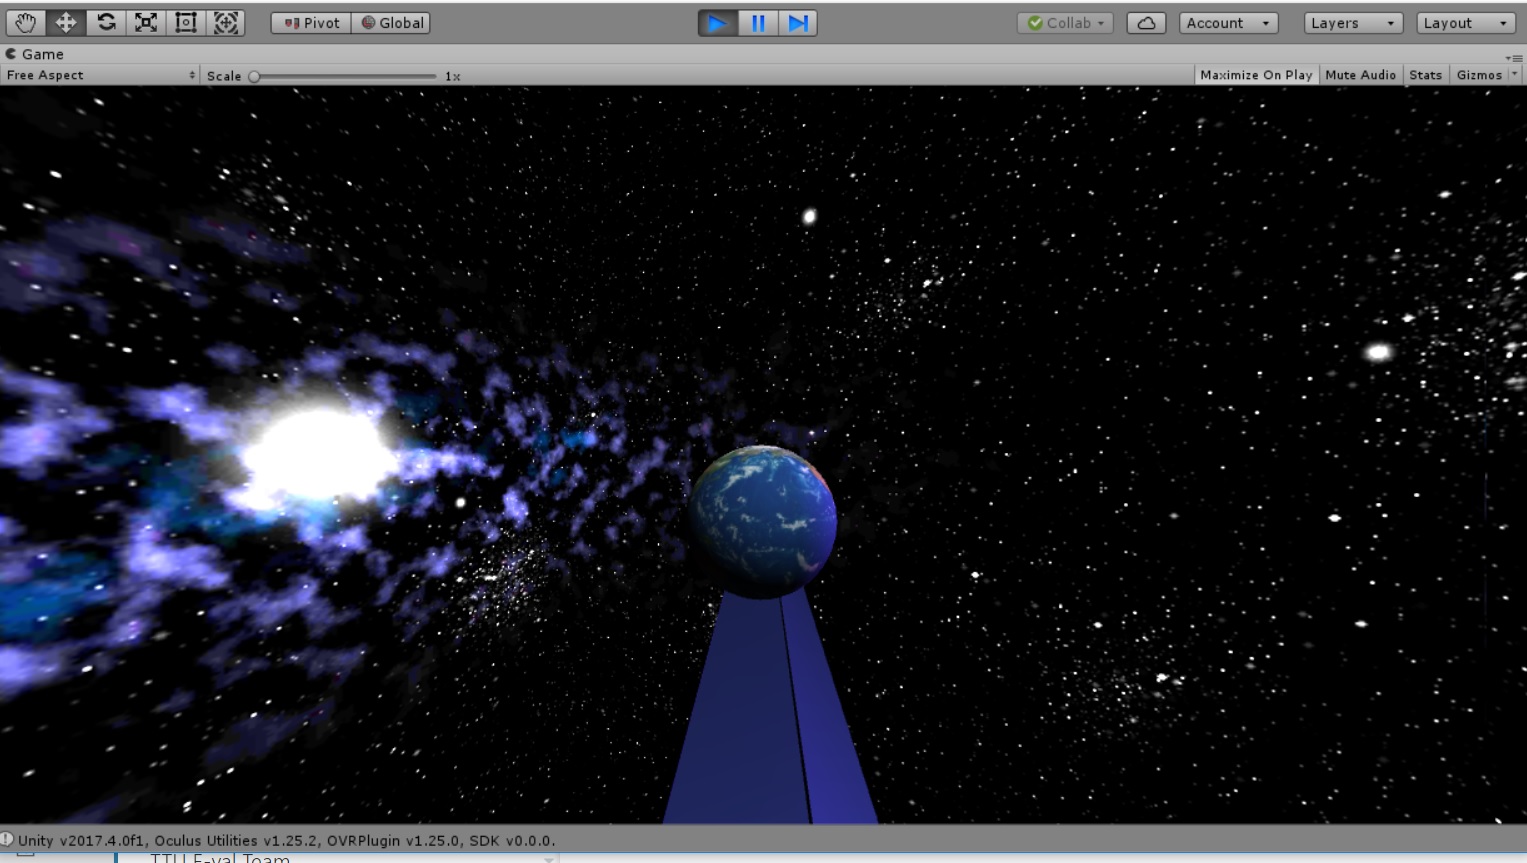 Pivot Global Collab Account Layers Layout
Game
Free Aspect Scale 1x Maximize On Play Mute Audio Stats Gizmos
Unity v2017.4.0f1, Oculus Utilities v1.25.2, OVRPlugin v1.25.0, SDK v0.0.0.
TTU E-val Team